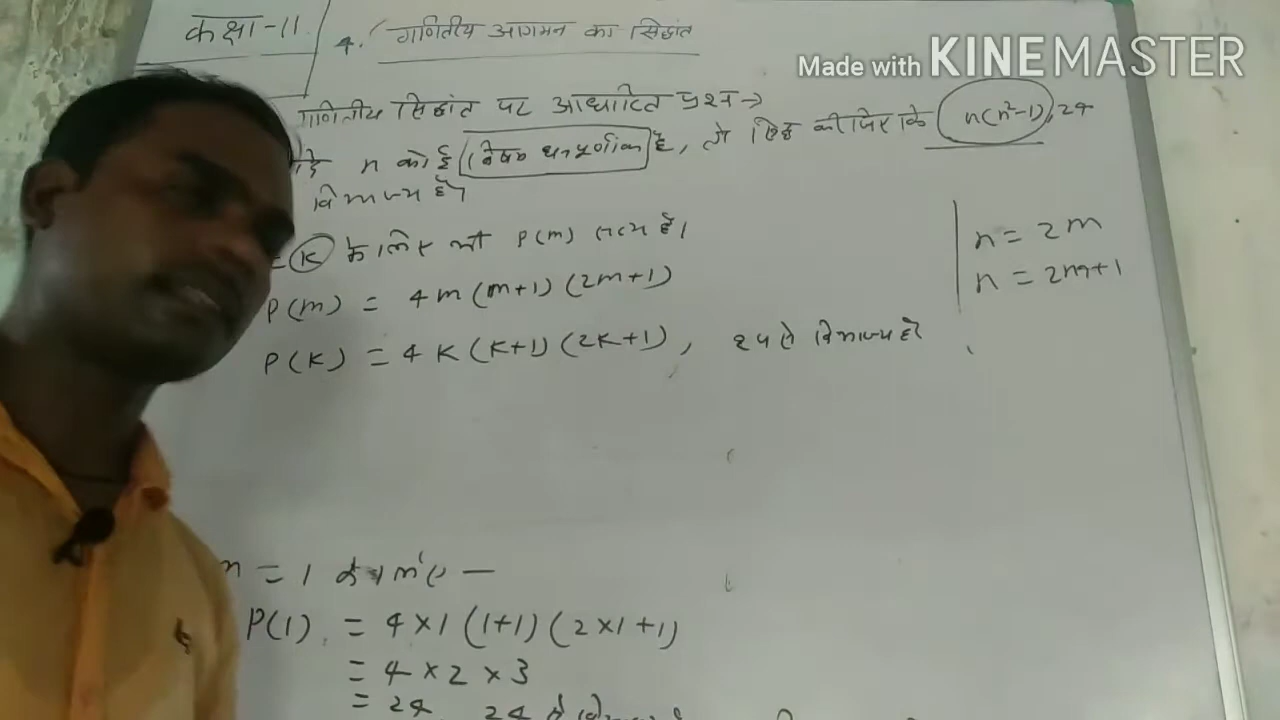 कक्षा-11
4. गणितीय आगमन का सिद्धांत
Made with KINEMASTER
गणितीय सिद्धांत पर आधारित प्रश्न →
n कोई विषम धनपूर्णांक है, तो सिद्ध कीजिए कि n(n²-1), 24
विभाज्य है।
= K के लिए भी P(m) सत्य है।
n = 2m
n = 2m+1
P(m) = 4m(m+1)(2m+1)
P(K) = 4K(K+1)(2K+1), 24 से विभाज्य हो
n = 1 –
P(1) = 4×1(1+1)(2×1+1)
= 4×2×3
= 24 24 से